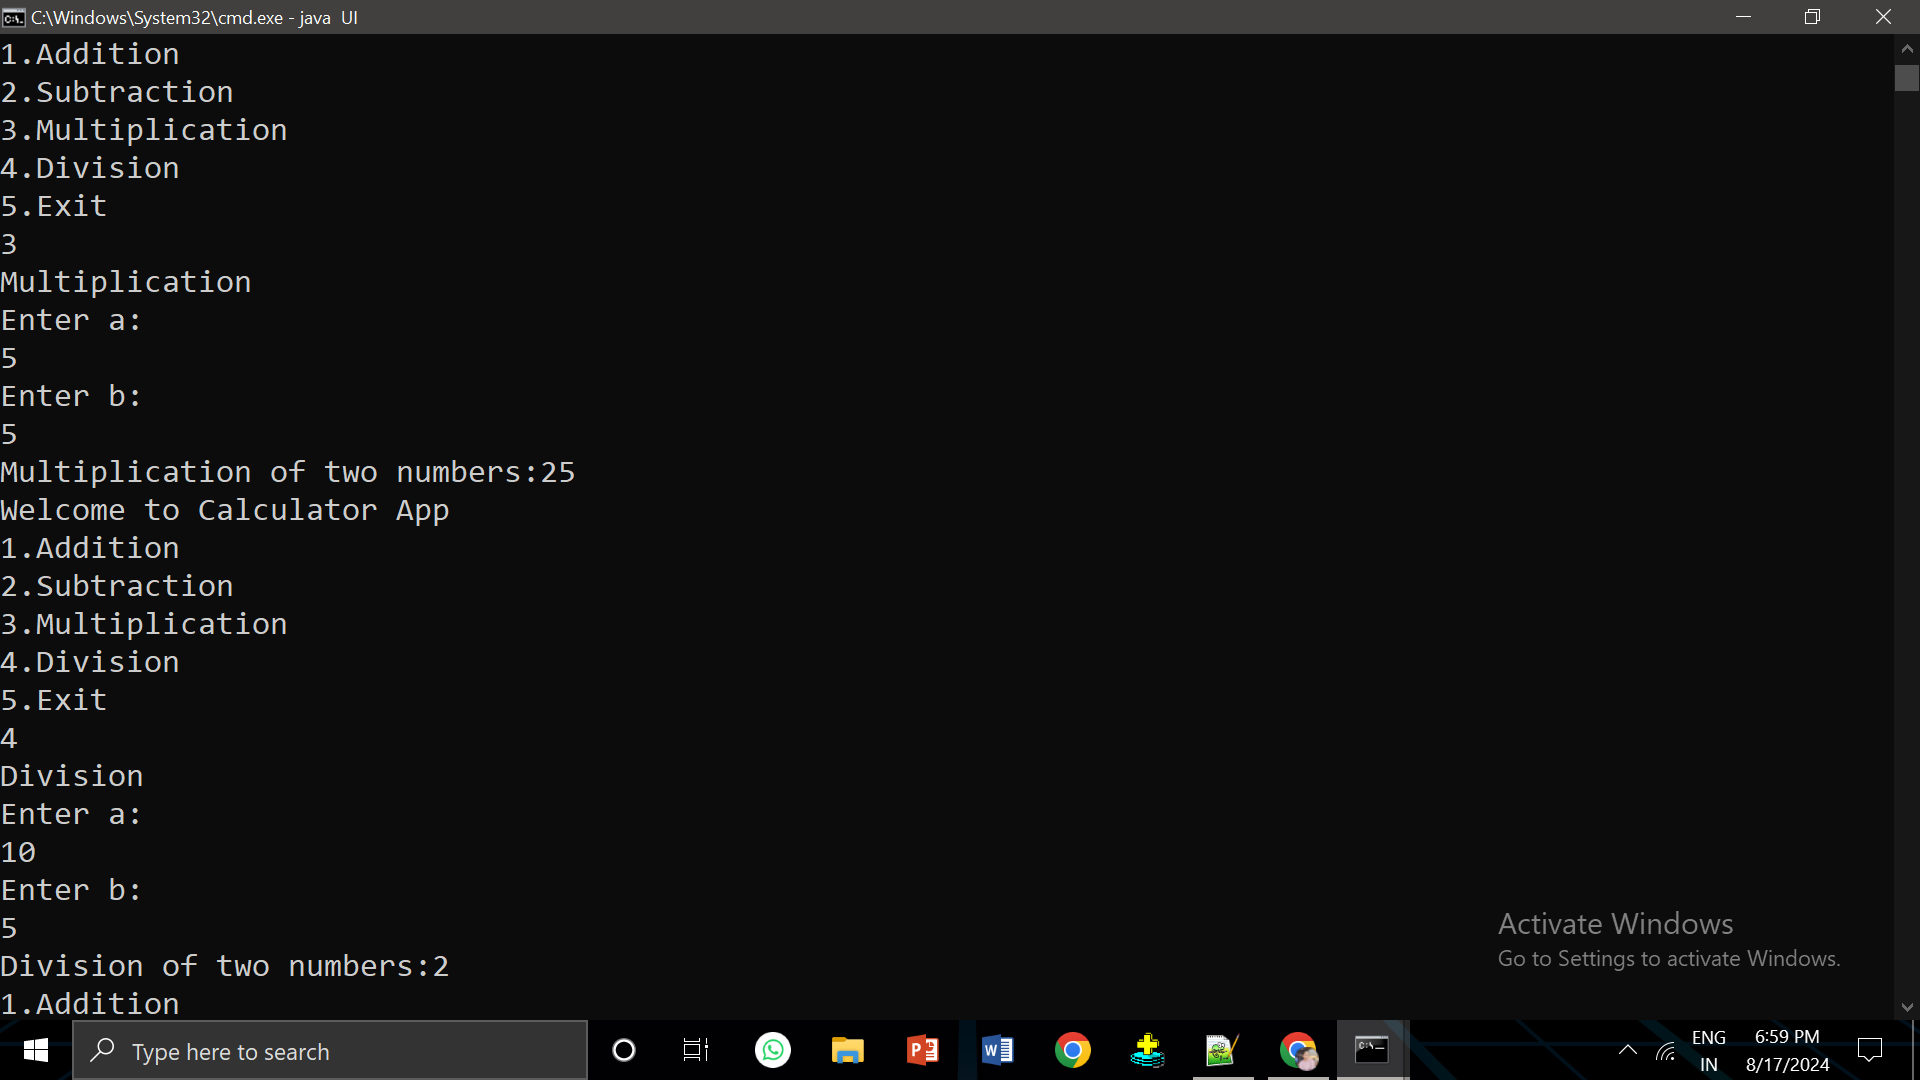 C:\Windows\System32\cmd.exe - java  UI
1.Addition
2.Subtraction
3.Multiplication
4.Division
5.Exit
3
Multiplication
Enter a:
5
Enter b:
5
Multiplication of two numbers:25
Welcome to Calculator App
1.Addition
2.Subtraction
3.Multiplication
4.Division
5.Exit
4
Division
Enter a:
10
Enter b:
5
Division of two numbers:2
1.Addition
Activate Windows
Go to Settings to activate Windows.
Type here to search
ENG
IN
6:59 PM
8/17/2024